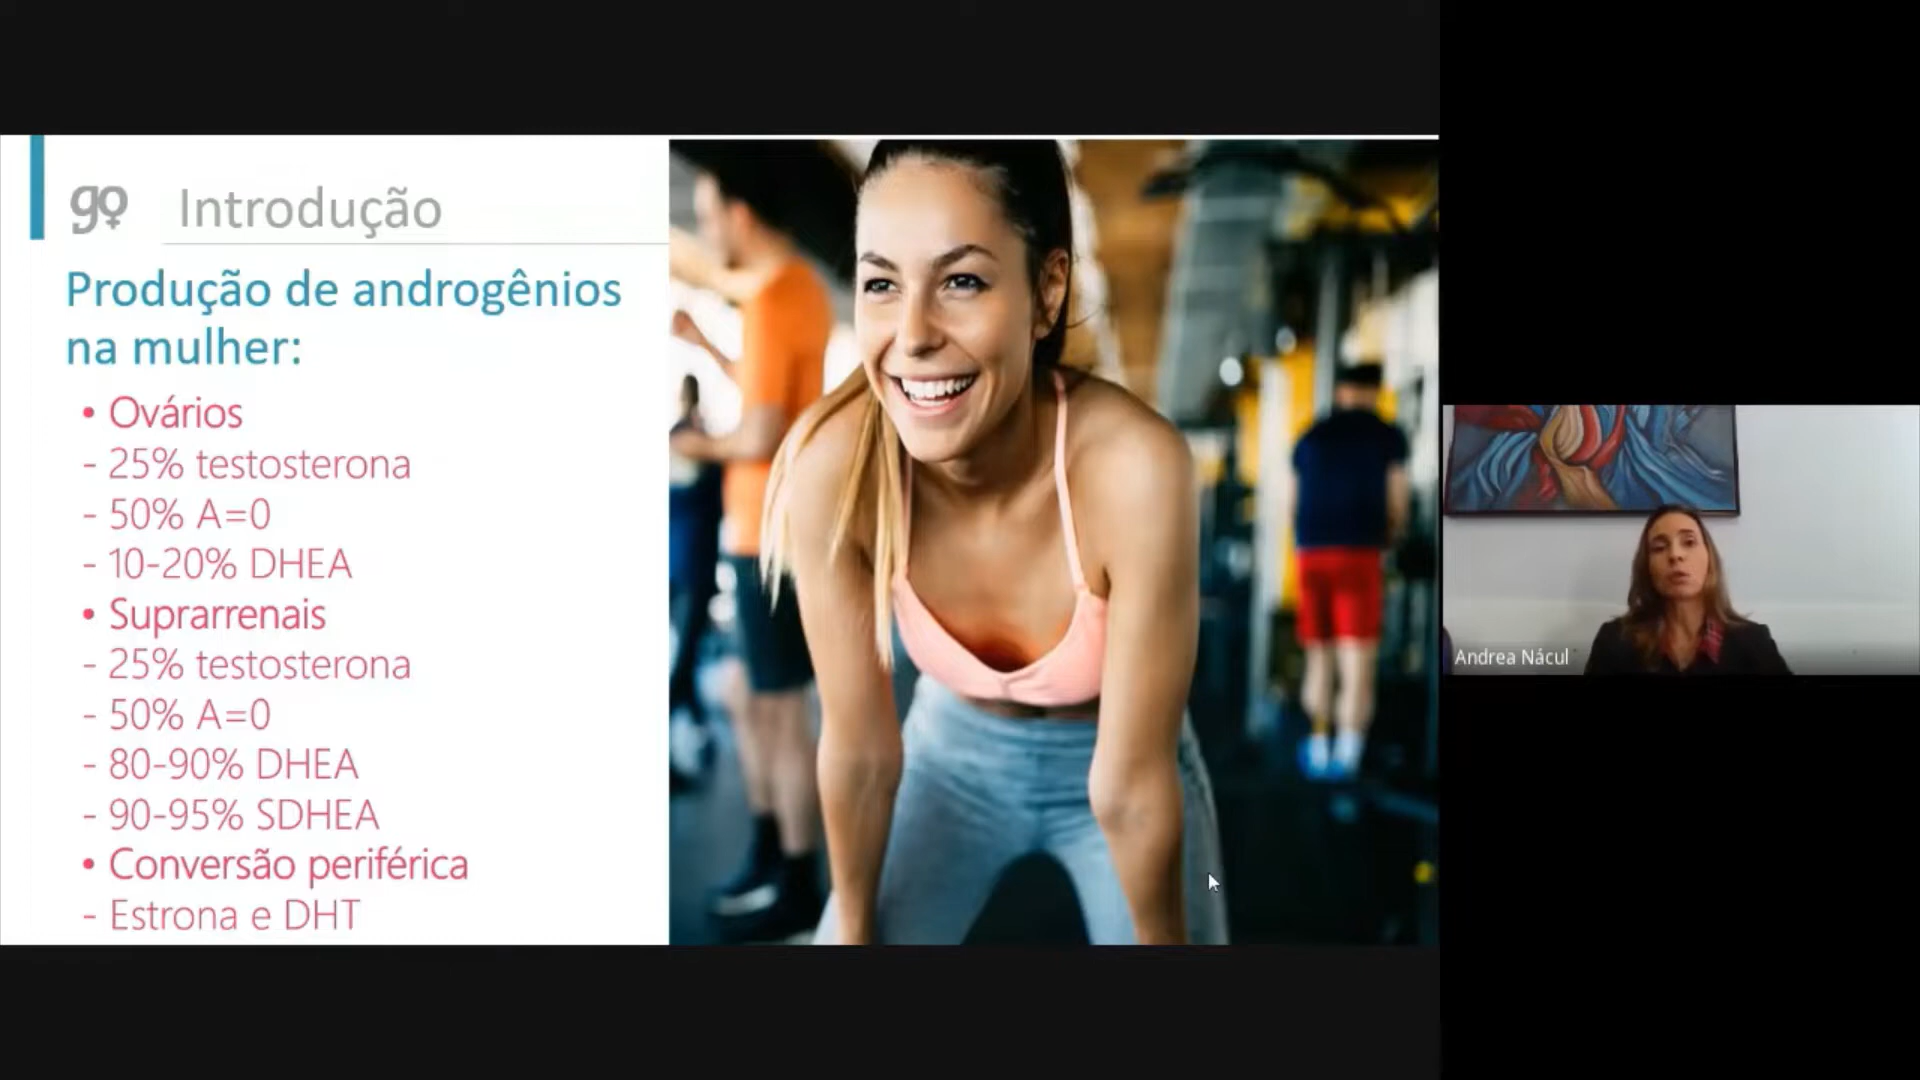 go Introdução
Produção de androgênios
na mulher:
• Ovários
- 25% testosterona
- 50% A=0
- 10-20% DHEA
• Suprarrenais
- 25% testosterona
- 50% A=0
- 80-90% DHEA
- 90-95% SDHEA
• Conversão periférica
- Estrona e DHT
Andrea Nácul